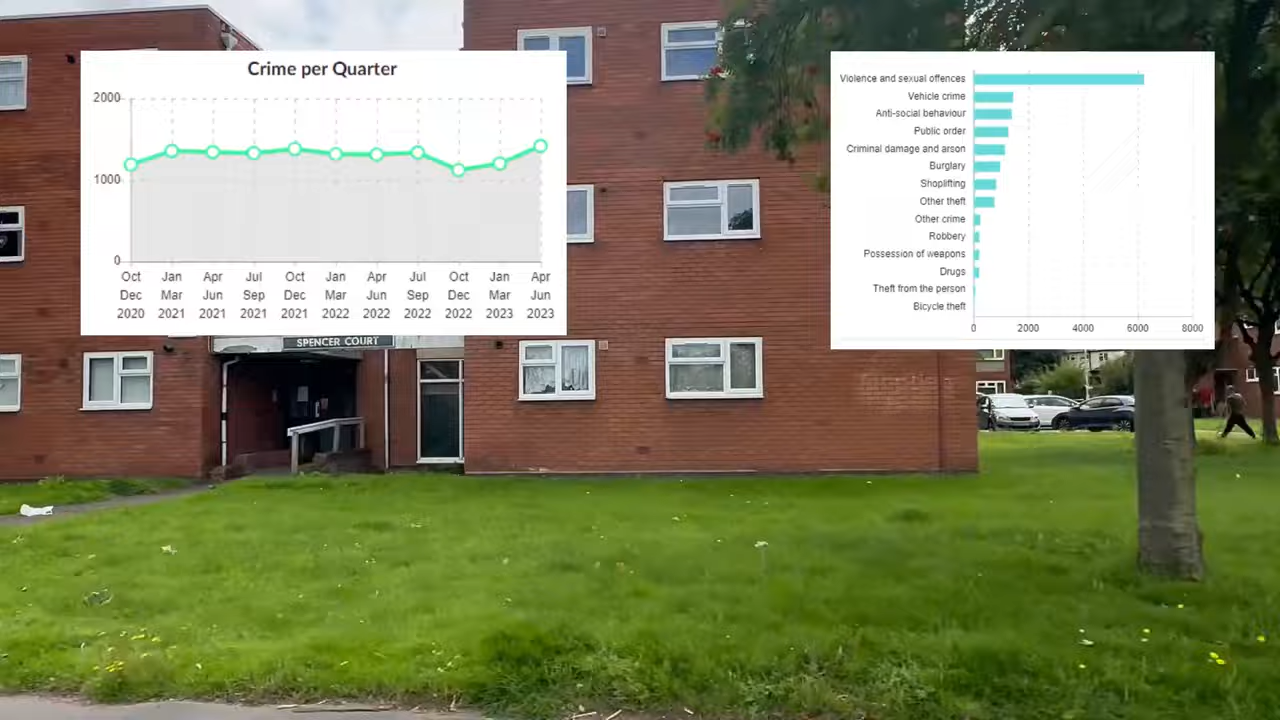 Crime per Quarter
2000
1000
0
Oct Jan Apr Jul Oct Jan Apr Jul Oct Jan Apr
Dec Mar Jun Sep Dec Mar Jun Sep Dec Mar Jun
2020 2021 2021 2021 2021 2022 2022 2022 2022 2023 2023
SPENCER COURT
Violence and sexual offences
Vehicle crime
Anti-social behaviour
Public order
Criminal damage and arson
Burglary
Shoplifting
Other theft
Other crime
Robbery
Possession of weapons
Drugs
Theft from the person
Bicycle theft
0 2000 4000 6000 8000